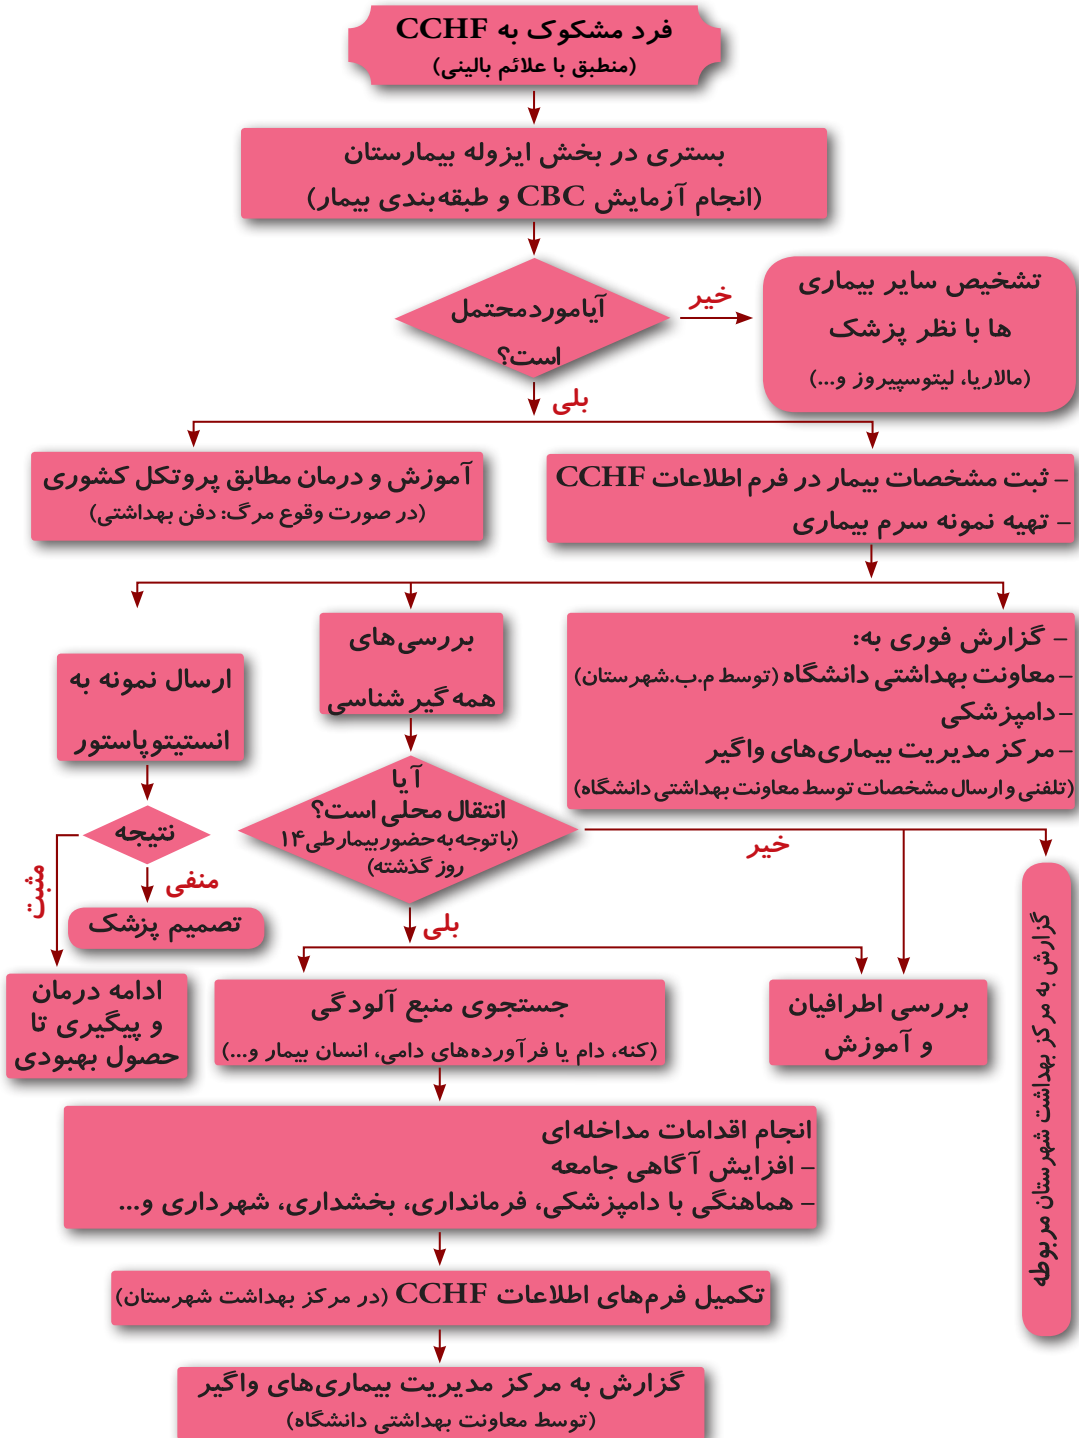 فرد مشکوک به CCHF
(منطبق با علائم بالینی)
بستری در بخش ایزوله بیمارستان
(انجام آزمایش CBC و طبقه‌بندی بیمار)
آیا موردمحتمل
است؟
خیر
تشخیص سایر بیماری
ها با نظر پزشک
(مالاریا، لپتوسپیروز و...)
بلی
– ثبت مشخصات بیمار در فرم اطلاعات CCHF
– تهیه نمونه سرم بیماری
آموزش و درمان مطابق پروتکل کشوری
(در صورت وقوع مرگ: دفن بهداشتی)
– گزارش فوری به:
–معاونت بهداشتی دانشگاه (توسط م.ب.شهرستان)
–دامپزشکی
– مرکز مدیریت بیماری‌های واگیر
(تلفنی و ارسال مشخصات توسط معاونت بهداشتی دانشگاه)
بررسی‌های
همه گیر شناسی
ارسال نمونه به
انستیتوپاستور
آیا
انتقال محلی است؟
(با توجه به حضور بیمار طی ۱۴
روز گذشته)
خیر
بلی
نتیجه
مثبت
منفی
تصمیم پزشک
ادامه درمان
و پیگیری تا
حصول بهبودی
گزارش به مرکز بهداشت شهرستان مربوطه
بررسی اطرافیان
و آموزش
جستجوی منبع آلودگی
(کنه، دام یا فرآورده‌های دامی، انسان بیمار و...)
انجام اقدامات مداخله‌ای
– افزایش آگاهی جامعه
– هماهنگی با دامپزشکی، فرمانداری، بخشداری، شهرداری و...
تکمیل فرم‌های اطلاعات CCHF (در مرکز بهداشت شهرستان)
گزارش به مرکز مدیریت بیماری‌های واگیر
(توسط معاونت بهداشتی دانشگاه)